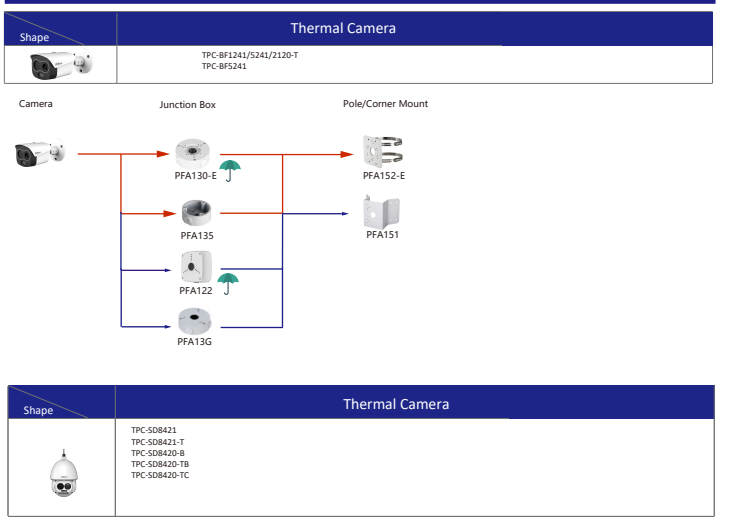 Shape
Thermal Camera
TPC-BF1241/5241/2120-T
TPC-BF5241
Camera
Junction Box
Pole/Corner Mount
PFA130-E
PFA152-E
PFA135
PFA151
PFA122
PFA13G
Shape
Thermal Camera
TPC-SD8421
TPC-SD8421-T
TPC-SD8420-B
TPC-SD8420-TB
TPC-SD8420-TC